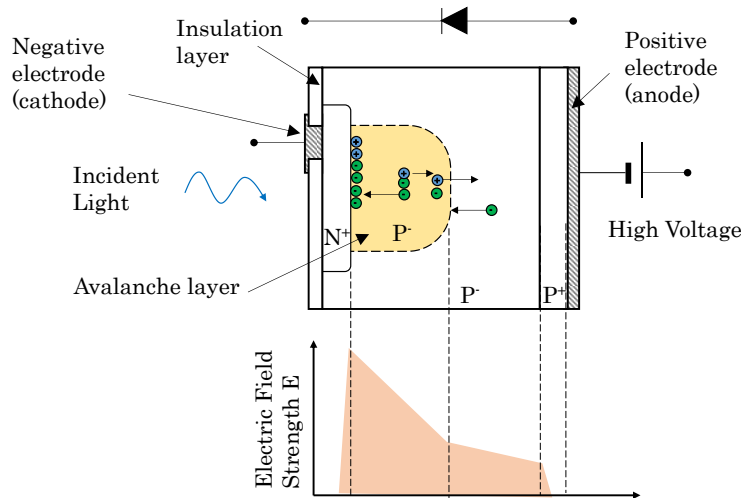 Insulation
layer
Negative
electrode
(cathode)
Positive
electrode
(anode)
Incident
Light
High Voltage
N+
P-
Avalanche layer
P-
P+
Electric Field
Strength E